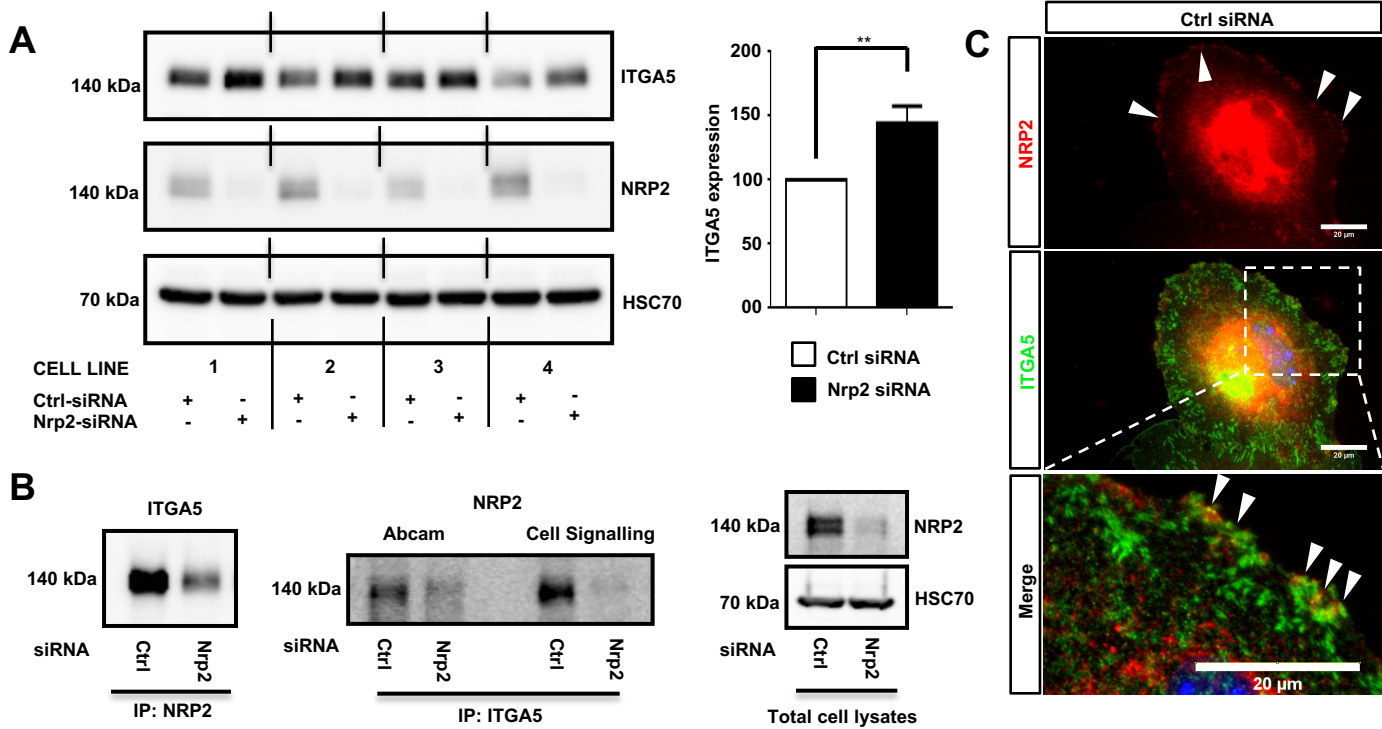 A
140 kDa
ITGA5
140 kDa
NRP2
70 kDa
HSC70
CELL LINE 1 2 3 4
Ctrl-siRNA + - + - + - + -
Nrp2-siRNA - + - + - + - +
200
150
100
50
00
ITGA5 expression
**
Ctrl siRNA
Nrp2 siRNA
B
ITGA5
140 kDa
siRNA Ctrl Nrp2
IP: NRP2
NRP2
Abcam Cell Signalling
140 kDa
siRNA Ctrl Nrp2 Ctrl Nrp2
IP: ITGA5
140 kDa NRP2
70 kDa HSC70
siRNA Ctrl Nrp2
Total cell lysates
C
Ctrl siRNA
NRP2
20 µm
ITGA5
20 µm
Merge
20 µm